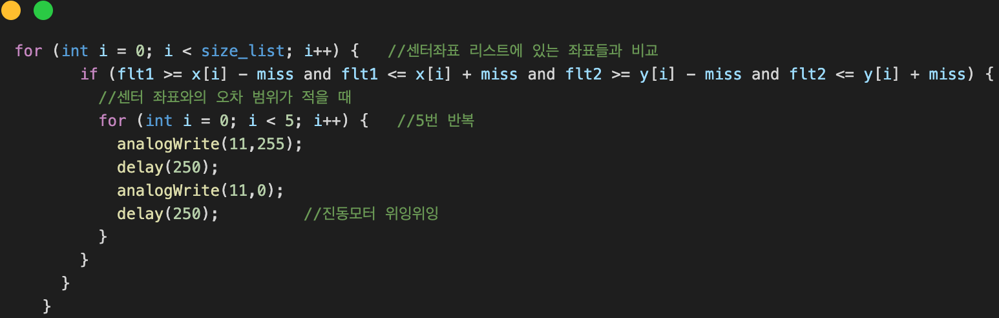 for (int i = 0; i < size_list; i++) {   //센터좌표 리스트에 있는 좌표들과 비교
if (flt1 >= x[i] - miss and flt1 <= x[i] + miss and flt2 >= y[i] - miss and flt2 <= y[i] + miss) {
//센터 좌표와의 오차 범위가 적을 때
for (int i = 0; i < 5; i++) {   //5번 반복
analogWrite(11,255);
delay(250);
analogWrite(11,0);
delay(250);         //진동모터 위잉위잉
}
}
}
}